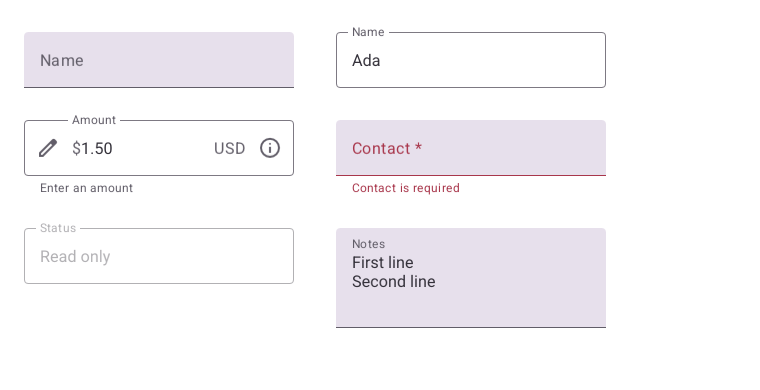 Name
Name
Ada
Amount
$1.50 USD
Enter an amount
Contact *
Contact is required
Status
Read only
Notes
First line
Second line